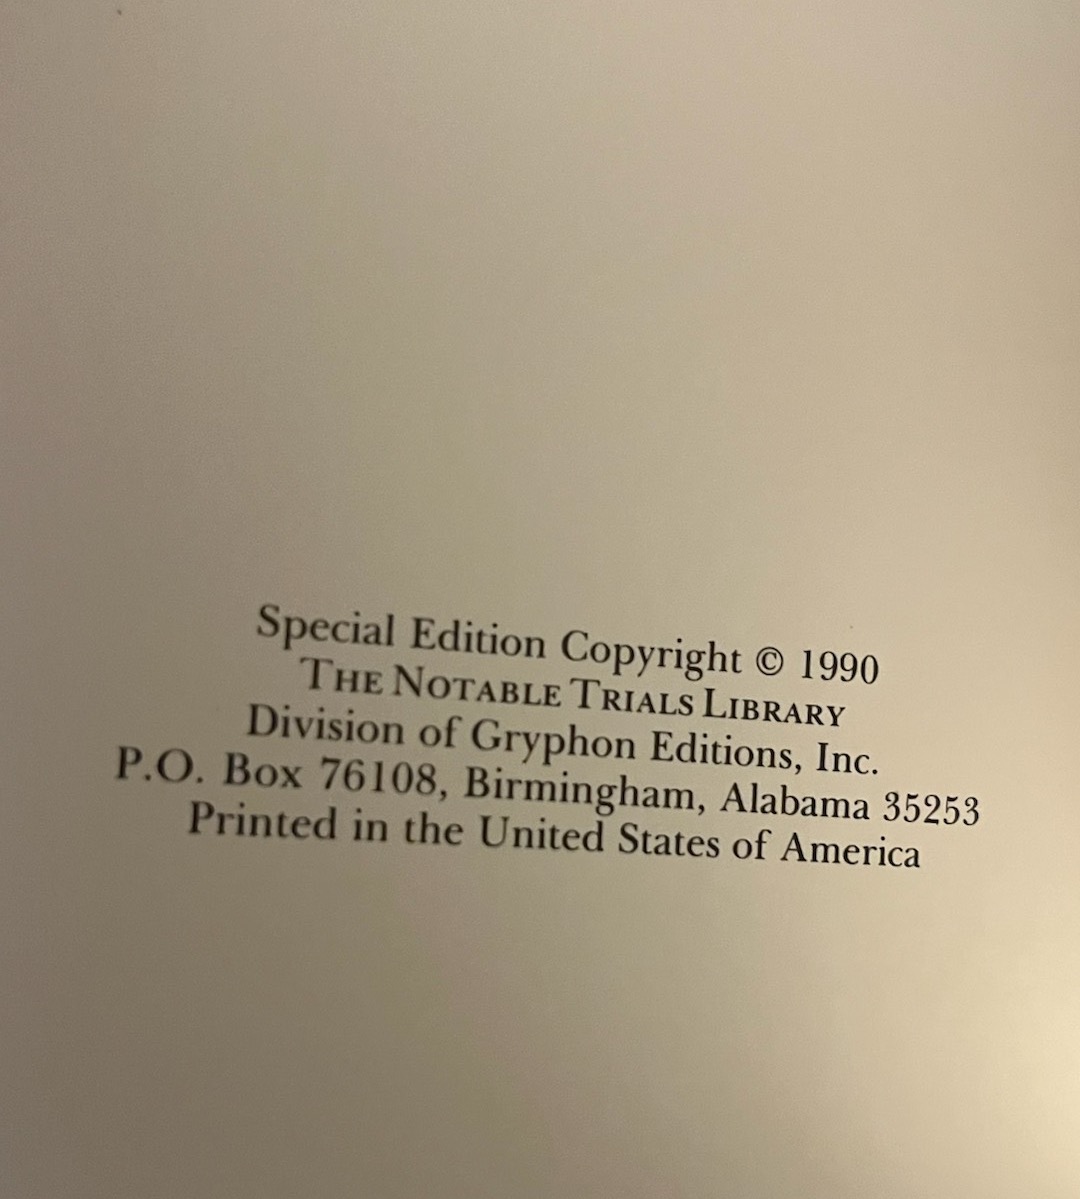 Special Edition Copyright © 1990
THE NOTABLE TRIALS LIBRARY
Division of Gryphon Editions, Inc.
P.O. Box 76108, Birmingham, Alabama 35253
Printed in the United States of America